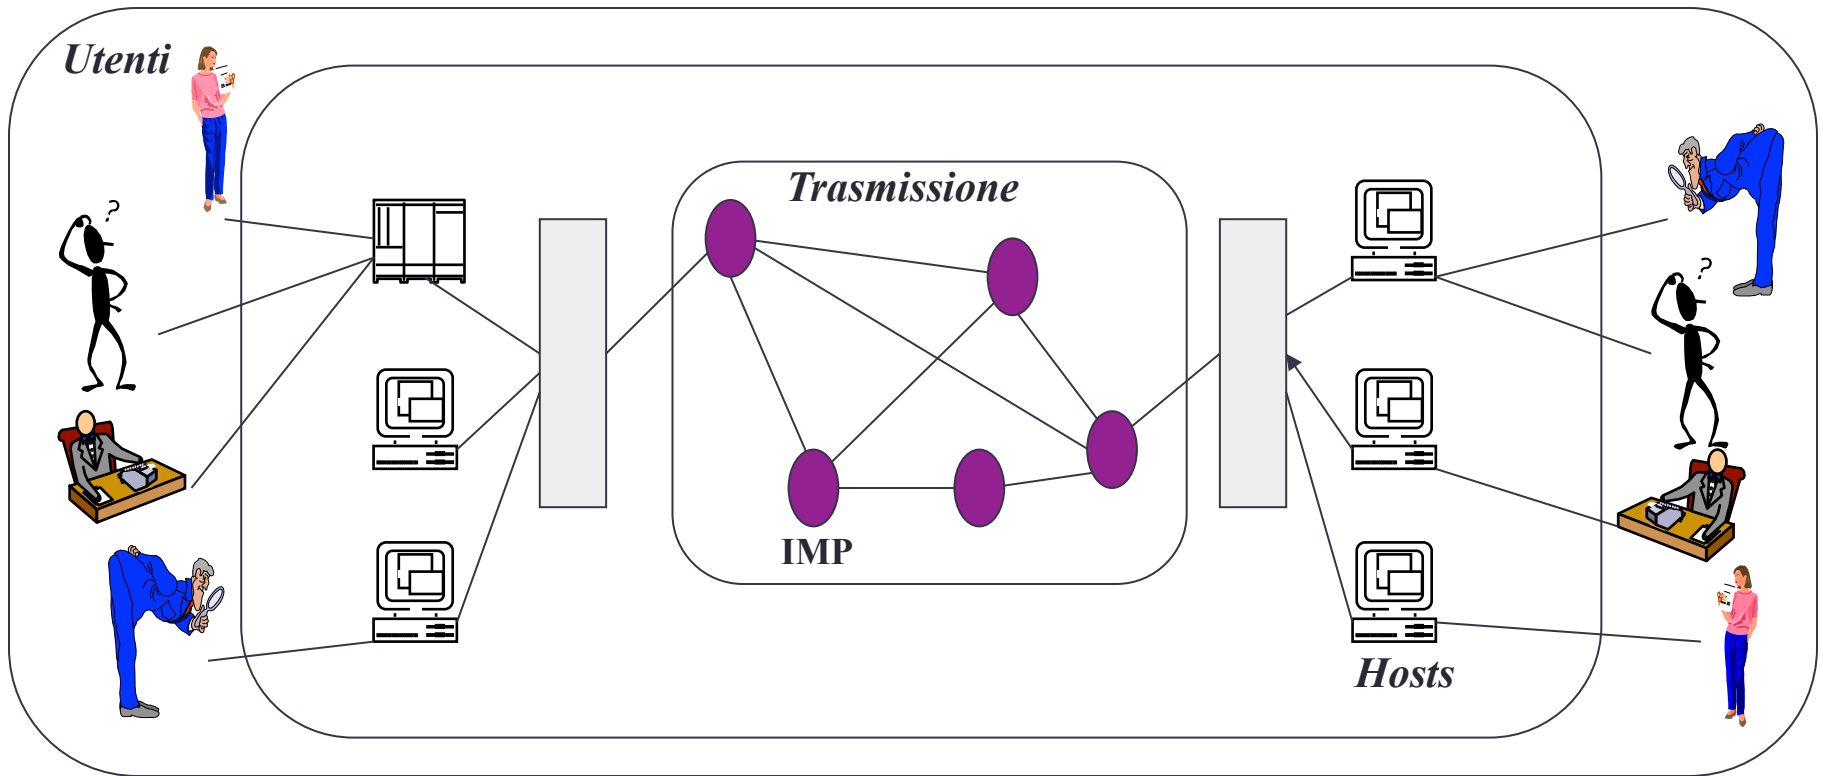 Utenti
?
Trasmissione
?
IMP
Hosts